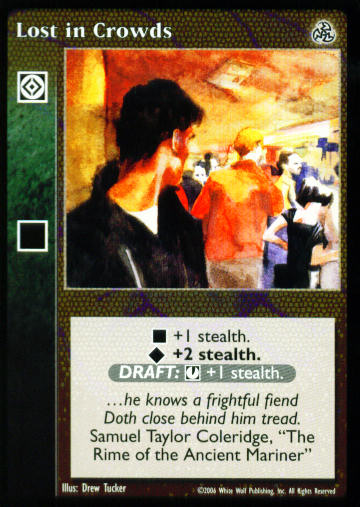 Lost in Crowds
+1 stealth.
+2 stealth.
DRAFT: +1 stealth.
...he knows a frightful fiend
Doth close behind him tread.
Samuel Taylor Coleridge, "The
Rime of the Ancient Mariner"
Illus: Drew Tucker ©2006 White Wolf Publishing, Inc. All Rights Reserved